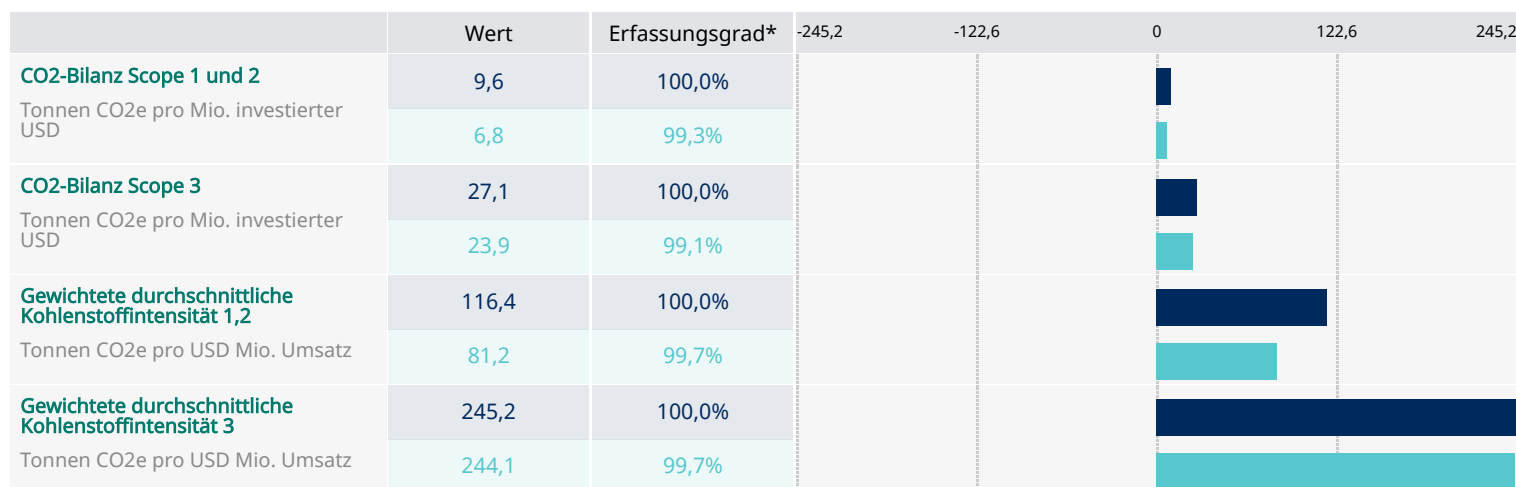 Wert Erfassungsgrad* -245,2 -122,6 0 122,6 245,2
CO2-Bilanz Scope 1 und 2
Tonnen CO2e pro Mio. investierter
USD
9,6 100,0%
6,8 99,3%
CO2-Bilanz Scope 3
Tonnen CO2e pro Mio. investierter
USD
27,1 100,0%
23,9 99,1%
Gewichtete durchschnittliche
Kohlenstoffintensität 1,2
Tonnen CO2e pro USD Mio. Umsatz
116,4 100,0%
81,2 99,7%
Gewichtete durchschnittliche
Kohlenstoffintensität 3
Tonnen CO2e pro USD Mio. Umsatz
245,2 100,0%
244,1 99,7%